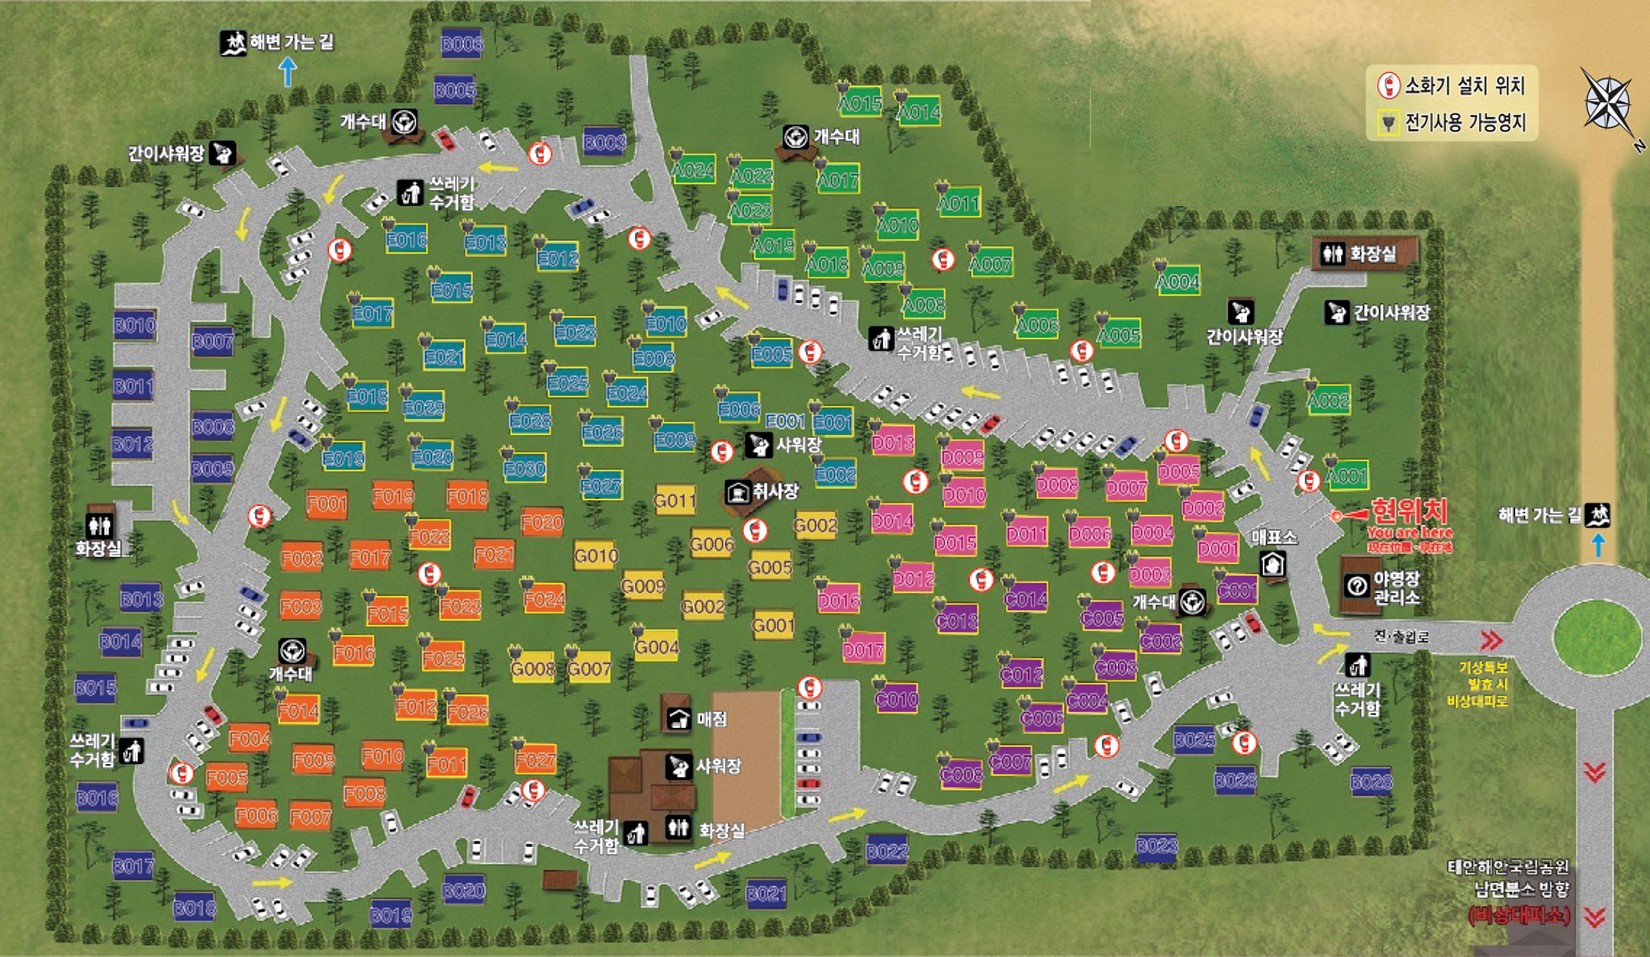 해변 가는 길
B006
B005
개수대
간이샤워장
쓰레기
수거함
B003
A015
A014
개수대
A024
A022
A017
A023
A011
A010
A019
A018
A009
A007
A008
A004
A006
A005
소화기 설치 위치
전기사용 가능영지
N
화장실
간이샤워장
간이샤워장
쓰레기
수거함
A002
A001
E016
E013
E012
E015
E017
E010
E014
E023
E021
E008
E005
E025
E024
E018
E029
E006
E001
E001
E028
E026
E009
E019
E020
E030
E027
E002
샤워장
취사장
B010
B007
B011
B012
B008
B009
화장실
D013
D009
D005
D008
D007
D010
D002
D014
D015
D011
D006
D004
D001
D012
D003
D016
D017
현위치
You are here
現在位置 · 現在地
매표소
야영장
관리소
해변 가는 길
F001
F019
F018
F020
F022
F002
F017
F021
F003
F015
F023
F024
F016
F025
F014
F012
F026
F004
F009
F010
F011
F027
F005
F008
F006
F007
G011
G002
G006
G010
G005
G009
G002
G001
G004
G008
G007
C014
C001
개수대
C013
C005
C002
C012
C003
C010
C004
C006
C007
C008
진·출입로
기상특보
발효 시
비상대피로
쓰레기
수거함
B013
B014
개수대
B015
쓰레기
수거함
B016
B017
B018
B019
B020
매점
샤워장
쓰레기
수거함
화장실
B021
B022
B023
B025
B026
B028
태안해안국립공원
남면분소 방향
(비상대피소)